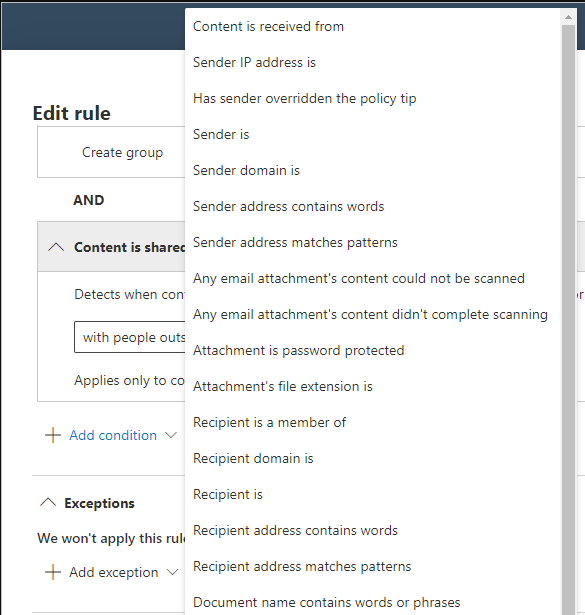 Edit rule
Create group
AND
Content is shared
Detects when con
or
with people outs
Applies only to co
Add condition
Exceptions
We won't apply this rule
Add exception
Content is received from
Sender IP address is
Has sender overridden the policy tip
Sender is
Sender domain is
Sender address contains words
Sender address matches patterns
Any email attachment's content could not be scanned
Any email attachment's content didn't complete scanning
Attachment is password protected
Attachment's file extension is
Recipient is a member of
Recipient domain is
Recipient is
Recipient address contains words
Recipient address matches patterns
Document name contains words or phrases